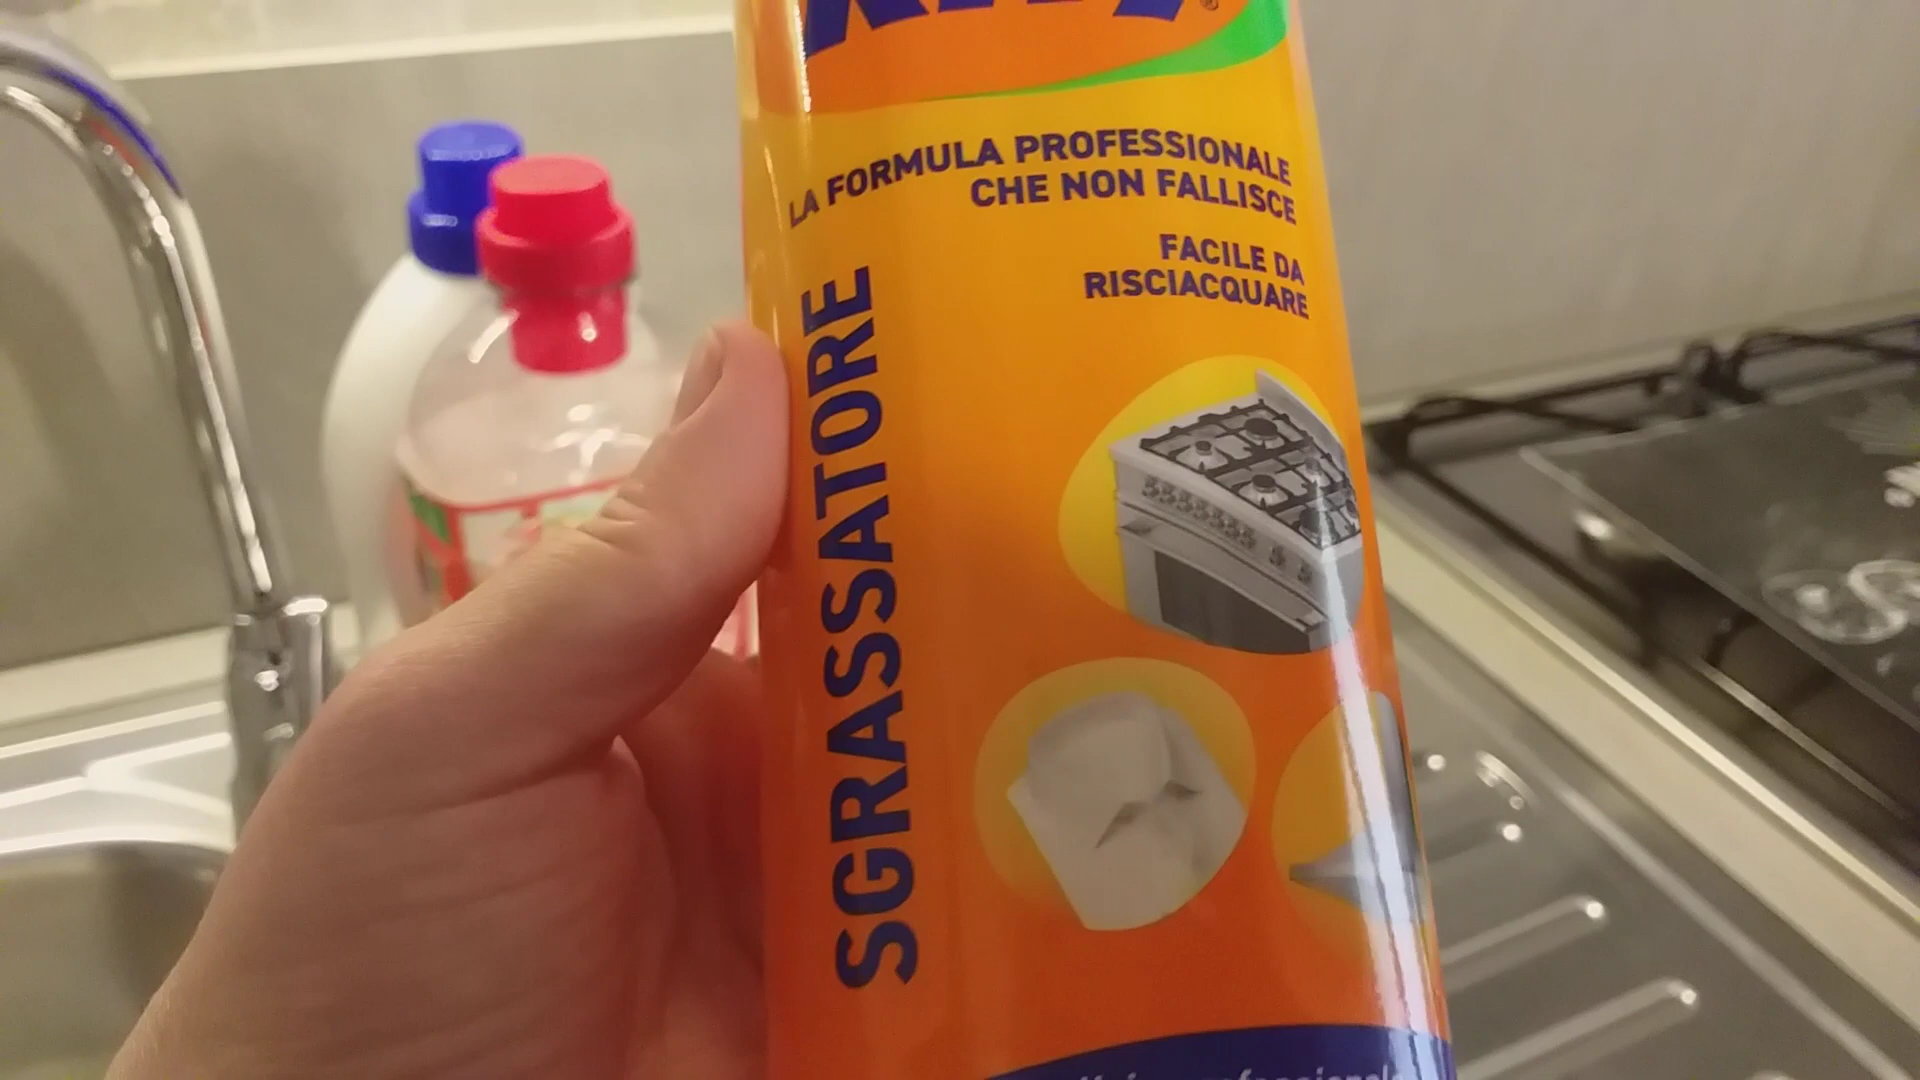 LA FORMULA PROFESSIONALE
CHE NON FALLISCE
FACILE DA
RISCIACQUARE
SGRASSATORE